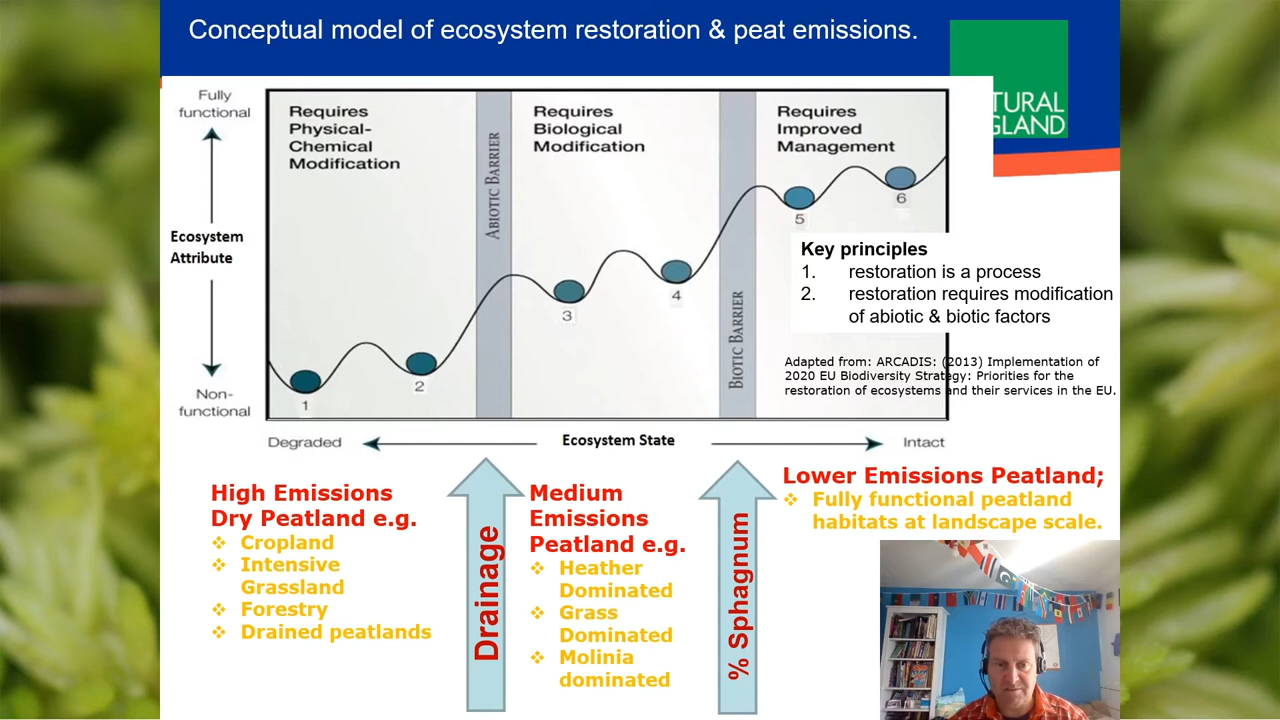 Conceptual model of ecosystem restoration & peat emissions.
TURAL
GLAND
Fully
functional
Ecosystem
Attribute
Non-
functional
Requires
Physical-
Chemical
Modification
ABIOTIC BARRIER
Requires
Biological
Modification
BIOTIC BARRIER
Requires
Improved
Management
1
2
3
4
5
6
Key principles
1. restoration is a process
2. restoration requires modification
of abiotic & biotic factors
Adapted from: ARCADIS: (2013) Implementation of
2020 EU Biodiversity Strategy: Priorities for the
restoration of ecosystems and their services in the EU.
Degraded
Ecosystem State
Intact
High Emissions
Dry Peatland e.g.
❖ Cropland
❖ Intensive
Grassland
❖ Forestry
❖ Drained peatlands
Drainage
Medium
Emissions
Peatland e.g.
❖ Heather
Dominated
❖ Grass
Dominated
❖ Molinia
dominated
% Sphagnum
Lower Emissions Peatland;
❖ Fully functional peatland
habitats at landscape scale.